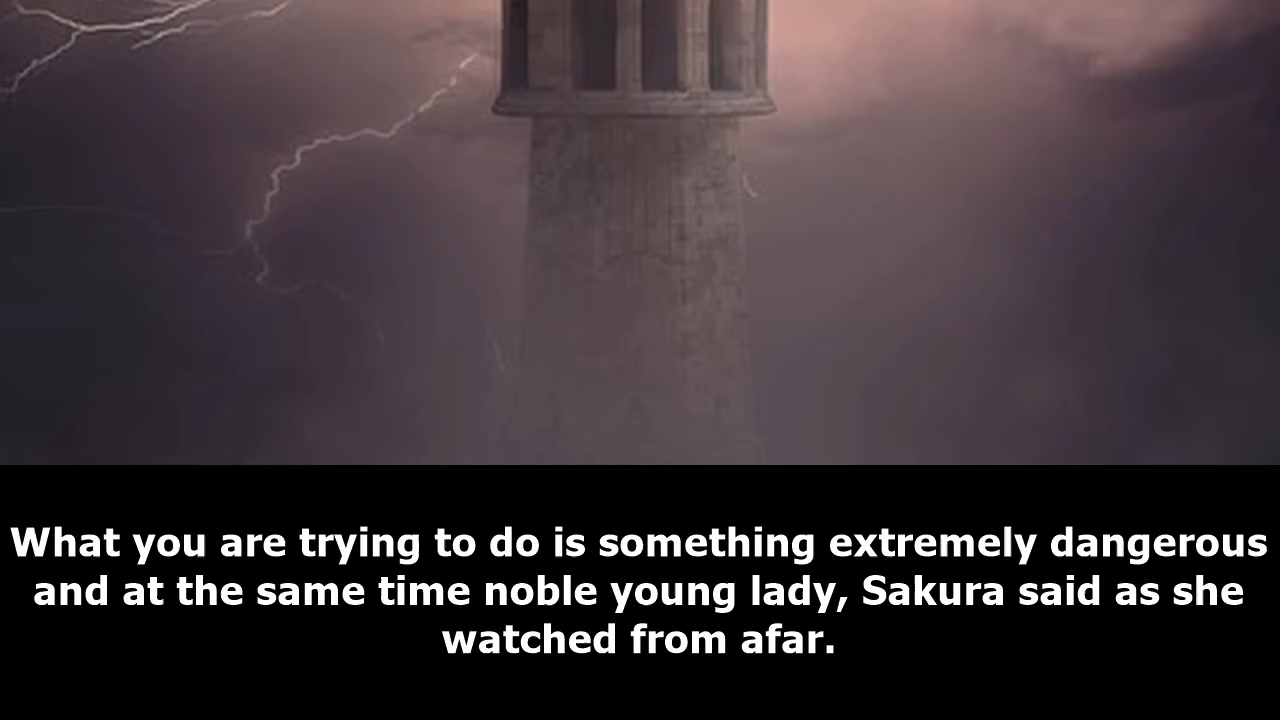 What you are trying to do is something extremely dangerous
and at the same time noble young lady, Sakura said as she
watched from afar.